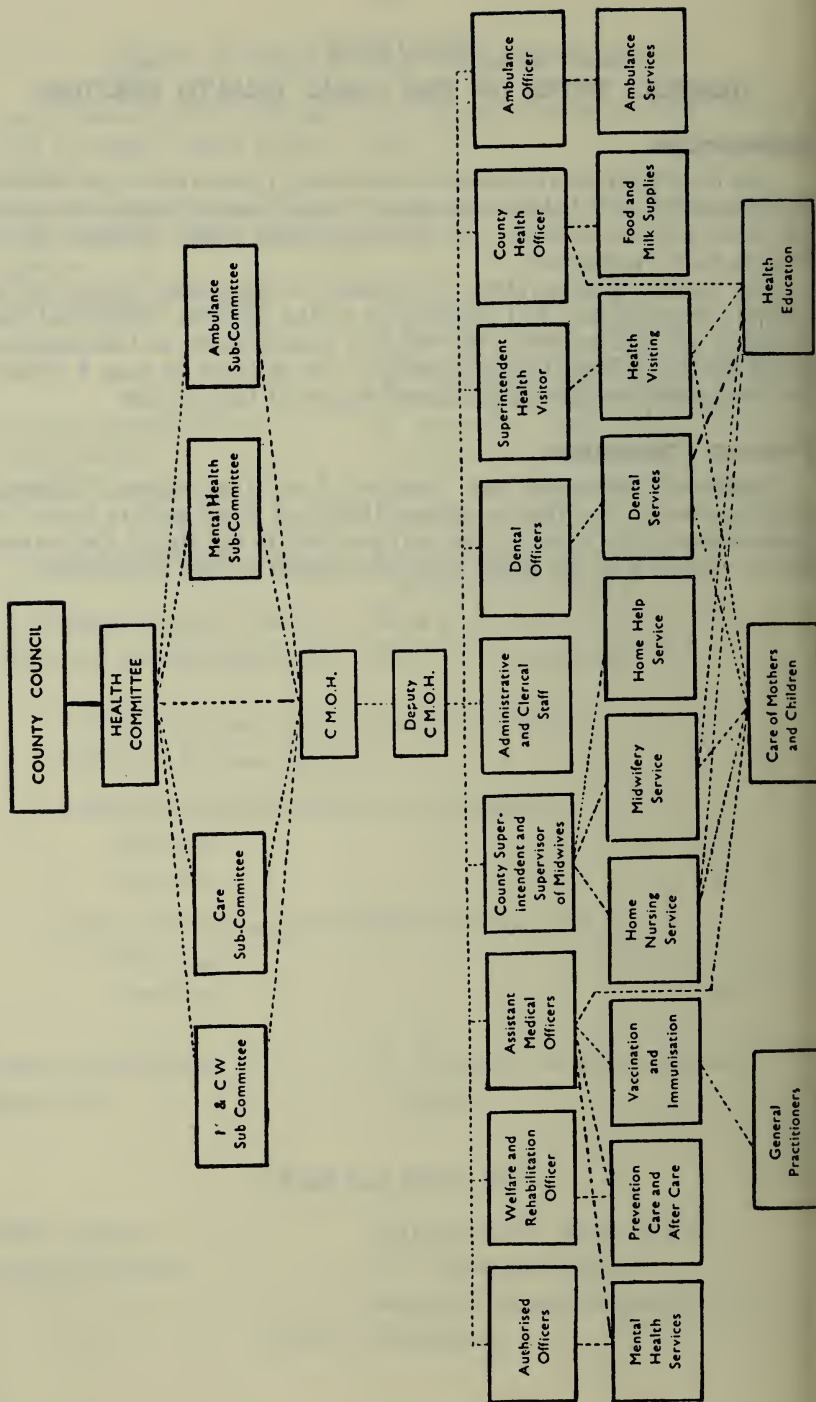 COUNTY COUNCIL
HEALTH
COMMITTEE
& C W
Sub Committee
Care
Sub-Committee
Mental Health
Sub-Committee
Ambulance
Sub-Committee
C M.O.H.
Deputy
C M.O.H.
Authorised
Officers
Welfare and
Rehabilitation
Officer
Assistant
Medical
Officers
County Super-
intendent and
Supervisor
of Midwives
Administrative
and Clerical
Staff
Dental
Officers
Superintendent
Health
Visitor
County
Health
Officer
Ambulance
Officer
Mental
Health
Services
Prevention
Care and
After Care
Vaccination
and
Immunisation
Home
Nursing
Service
Midwifery
Service
Home Help
Service
Dental
Services
Health
Visiting
Food and
Milk Supplies
Ambulance
Services
General
Practitioners
Care of Mothers
and Children
Health
Education